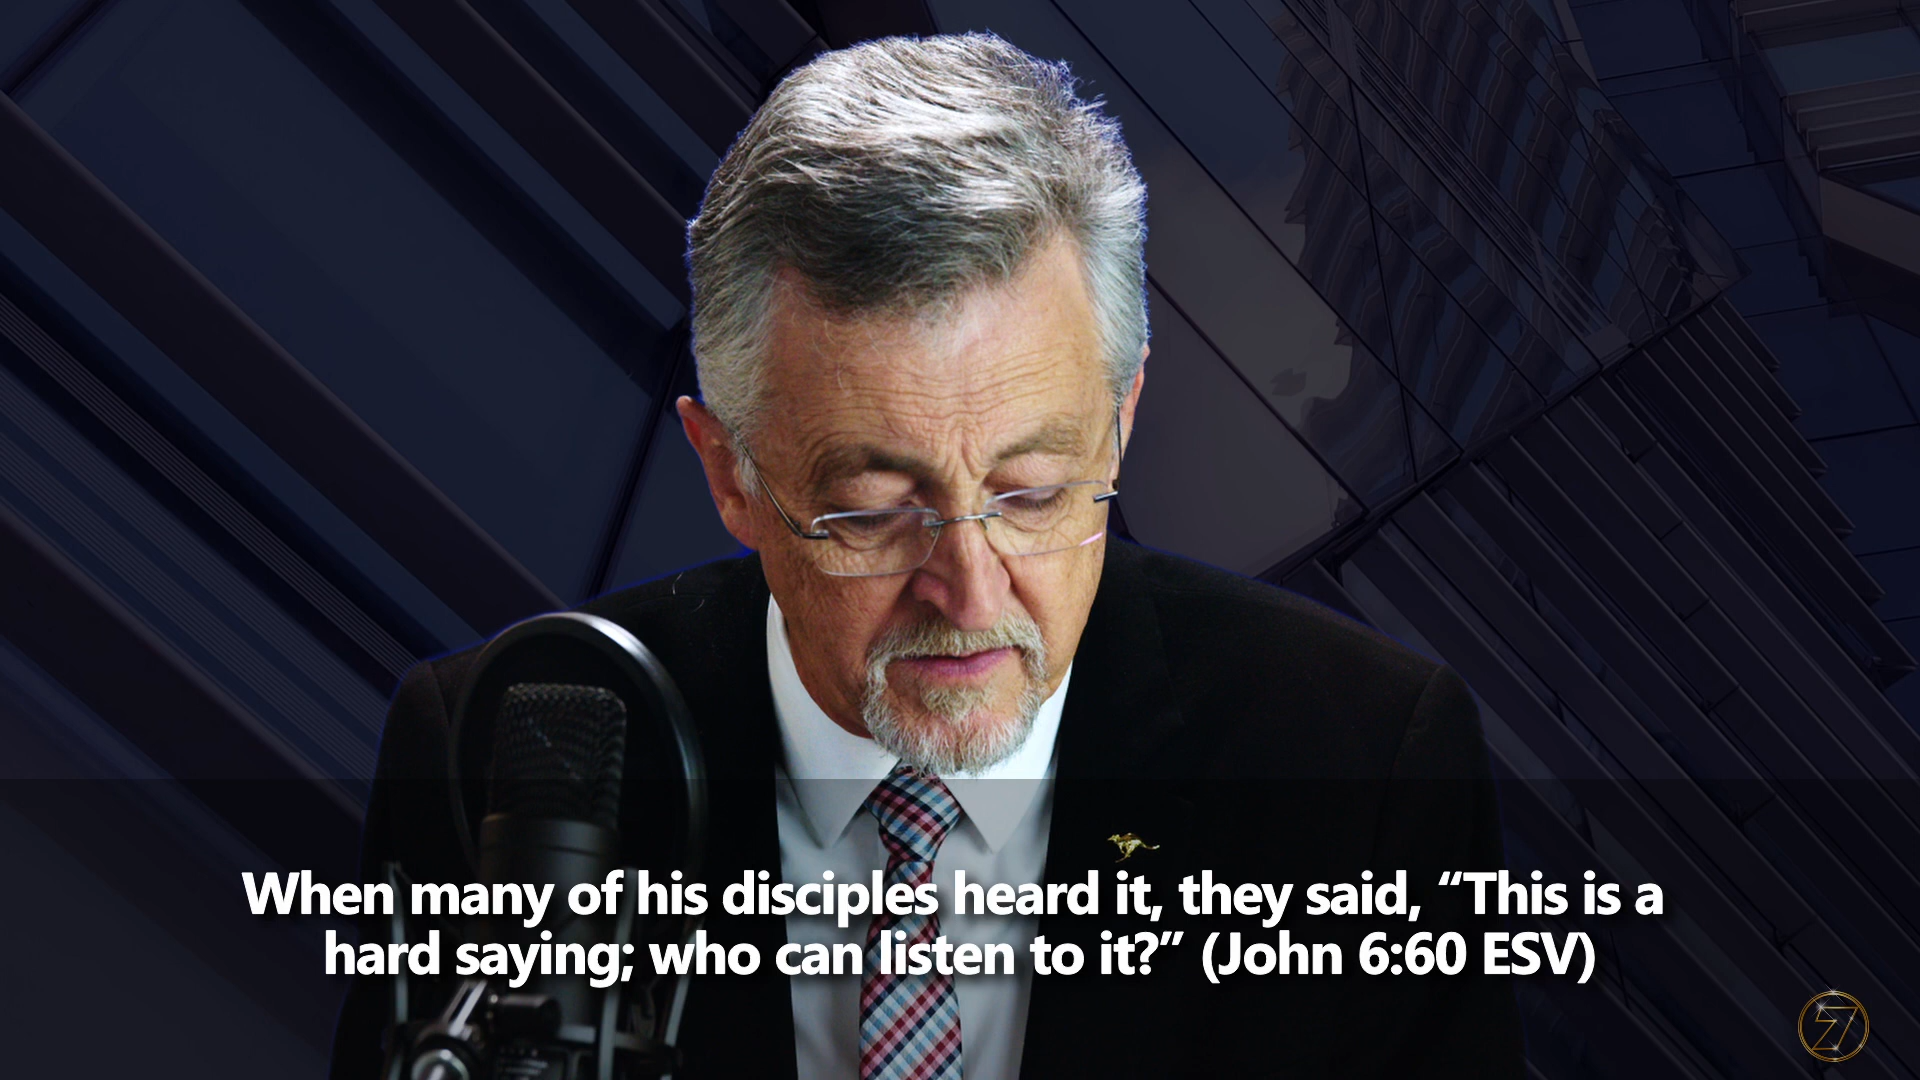 When many of his disciples heard it, they said, “This is a
hard saying; who can listen to it?” (John 6:60 ESV)